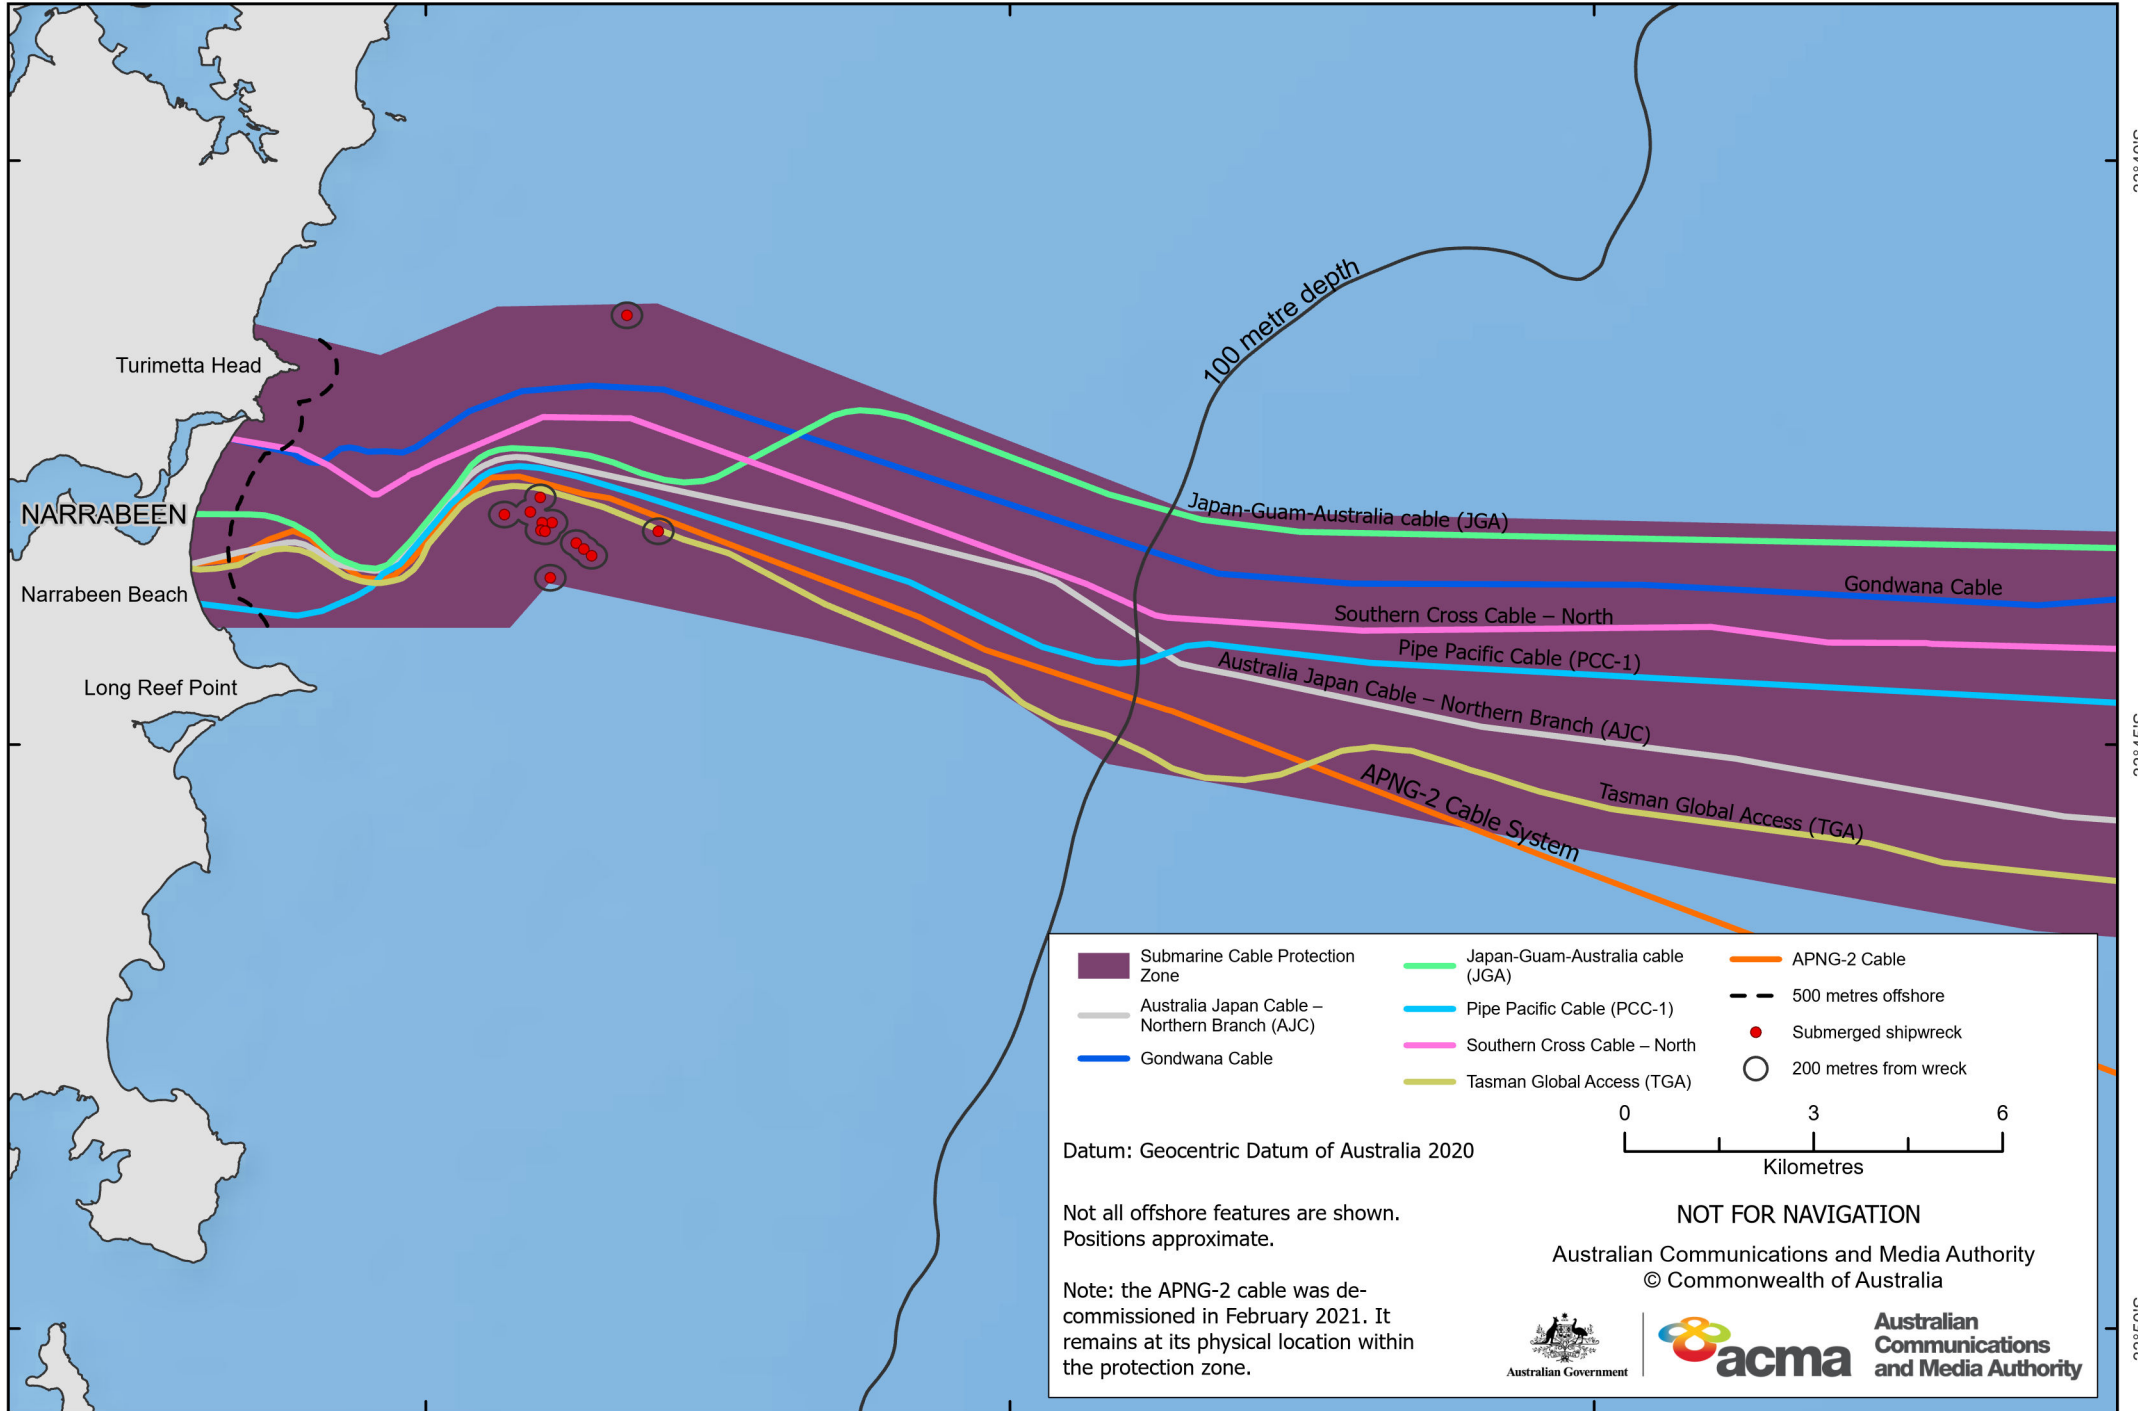 Turimetta Head
NARRABEEN
Narrabeen Beach
Long Reef Point
100 metre depth
Japan-Guam-Australia cable (JGA)
Gondwana Cable
Southern Cross Cable – North
Pipe Pacific Cable (PCC-1)
Australia Japan Cable – Northern Branch (AJC)
Tasman Global Access (TGA)
APNG-2 Cable System
Submarine Cable Protection
Zone
Australia Japan Cable –
Northern Branch (AJC)
Gondwana Cable
Japan-Guam-Australia cable
(JGA)
Pipe Pacific Cable (PCC-1)
Southern Cross Cable – North
Tasman Global Access (TGA)
APNG-2 Cable
500 metres offshore
Submerged shipwreck
200 metres from wreck
0 3 6
Kilometres
Datum: Geocentric Datum of Australia 2020
Not all offshore features are shown.
Positions approximate.
Note: the APNG-2 cable was de-
commissioned in February 2021. It
remains at its physical location within
the protection zone.
NOT FOR NAVIGATION
Australian Communications and Media Authority
© Commonwealth of Australia
Australian Government
acma
Australian
Communications
and Media Authority